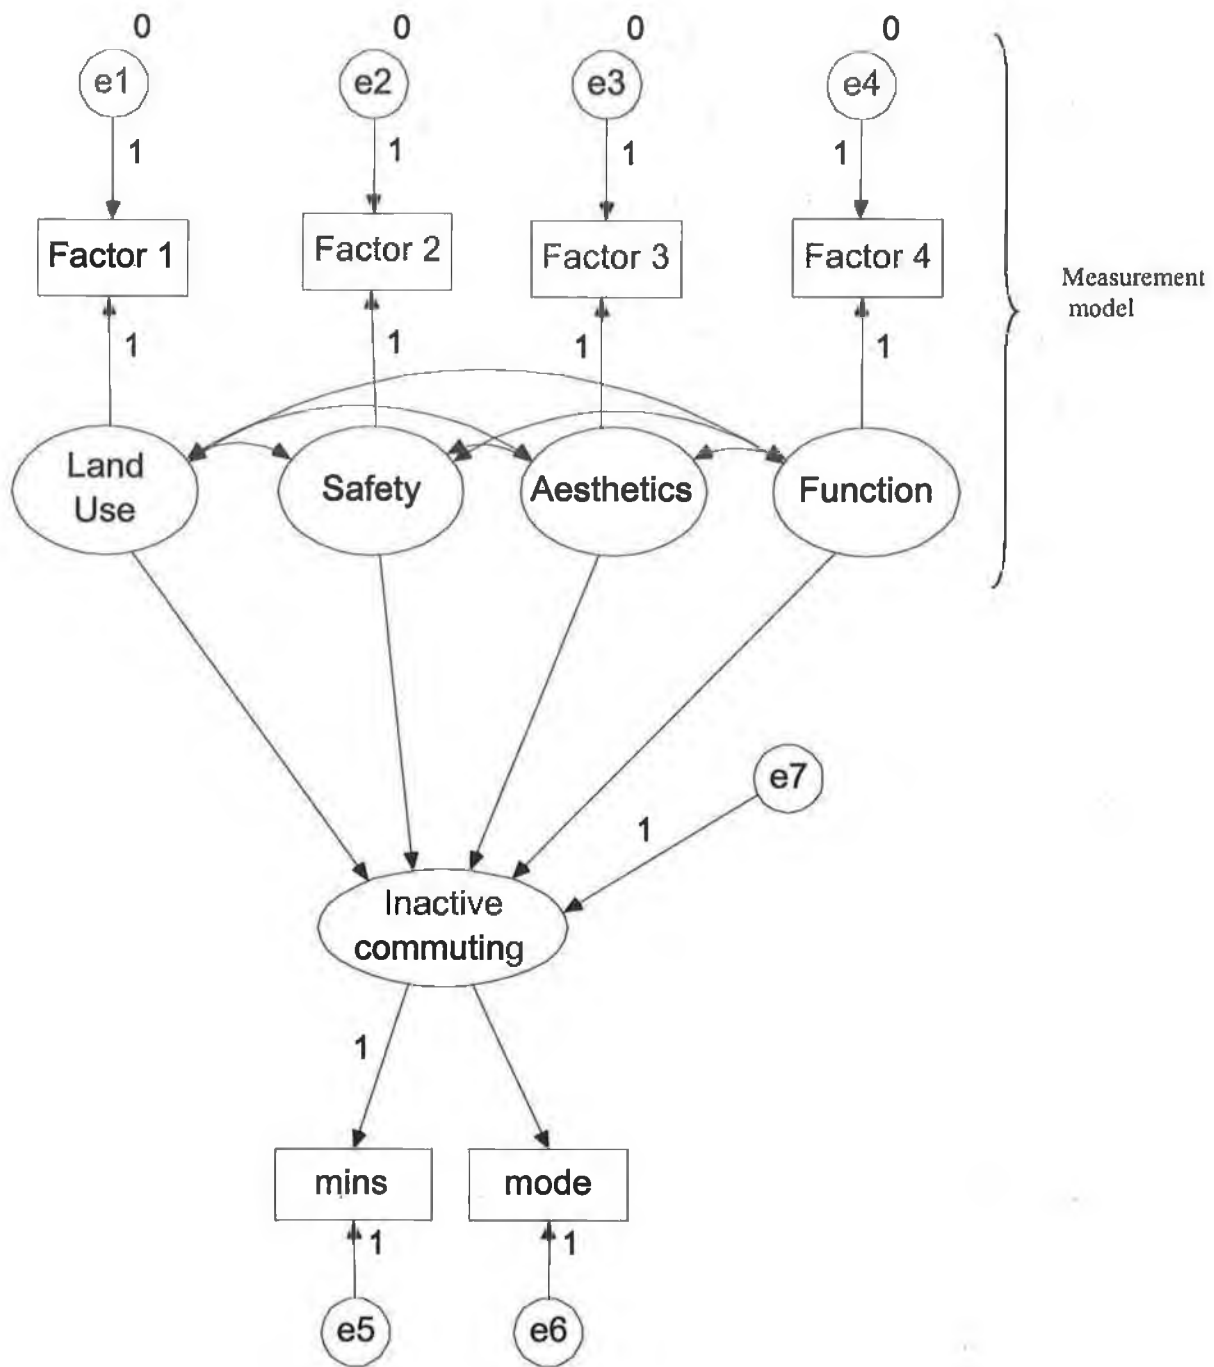 0
0
0
0
e1
e2
e3
e4
1
1
1
1
Factor 1
Factor 2
Factor 3
Factor 4
Measurement
model
1
1
1
1
Land
Use
Safety
Aesthetics
Function
e7
1
Inactive
commuting
1
mins
mode
1
1
e5
e6